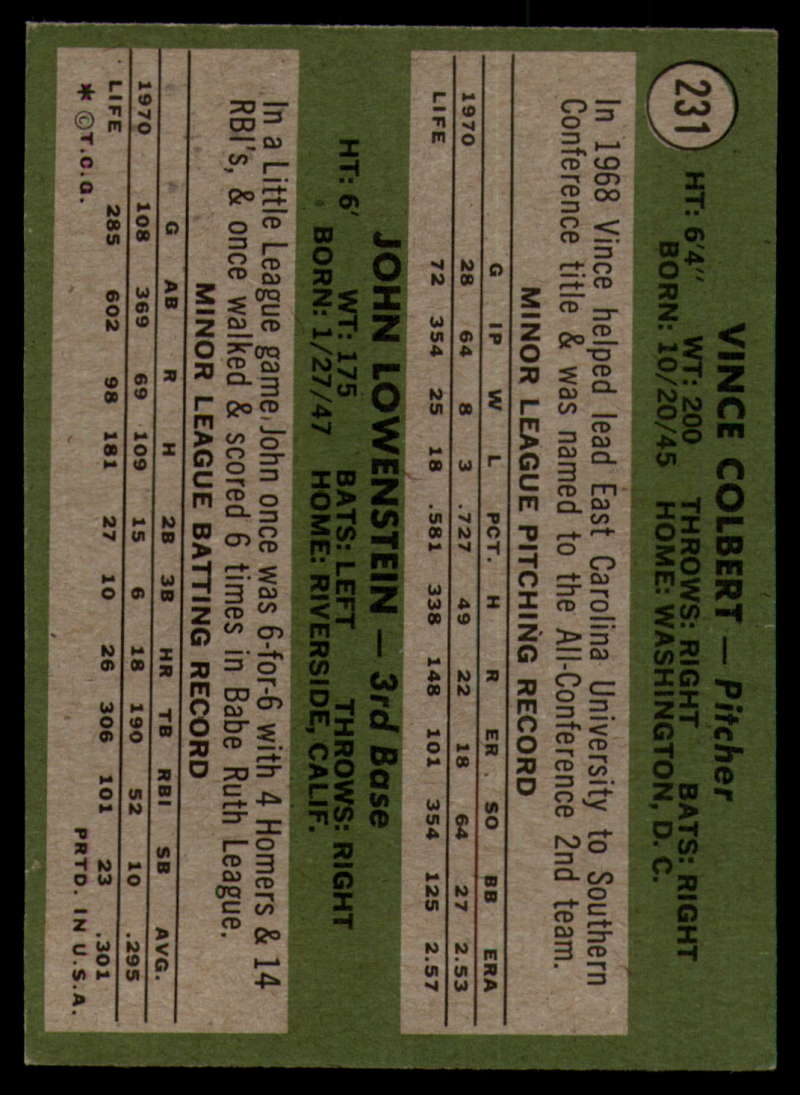 231
VINCE COLBERT — Pitcher
HT: 6'4" WT: 200 THROWS: RIGHT BATS: RIGHT
BORN: 10/20/45 HOME: WASHINGTON, D. C.
In 1968 Vince helped lead East Carolina University to Southern
Conference title & was named to the All-Conference 2nd team.
MINOR LEAGUE PITCHING RECORD
G IP W L PCT. H R ER SO BB ERA
1970 28 64 8 3 .727 49 22 18 64 27 2.53
LIFE 72 354 25 18 .581 338 148 101 354 125 2.57
JOHN LOWENSTEIN — 3rd Base
HT: 6' WT: 175 BATS: LEFT THROWS: RIGHT
BORN: 1/27/47 HOME: RIVERSIDE, CALIF.
In a Little League game, John once was 6-for-6 with 4 Homers & 14
RBI's, & once walked & scored 6 times in Babe Ruth League.
MINOR LEAGUE BATTING RECORD
G AB R H 2B 3B HR TB RBI SB AVG.
1970 108 369 69 109 15 6 18 190 52 10 .295
LIFE 285 602 98 181 27 10 26 306 101 23 .301
* ©T.C.G. PRTD. IN U.S.A.